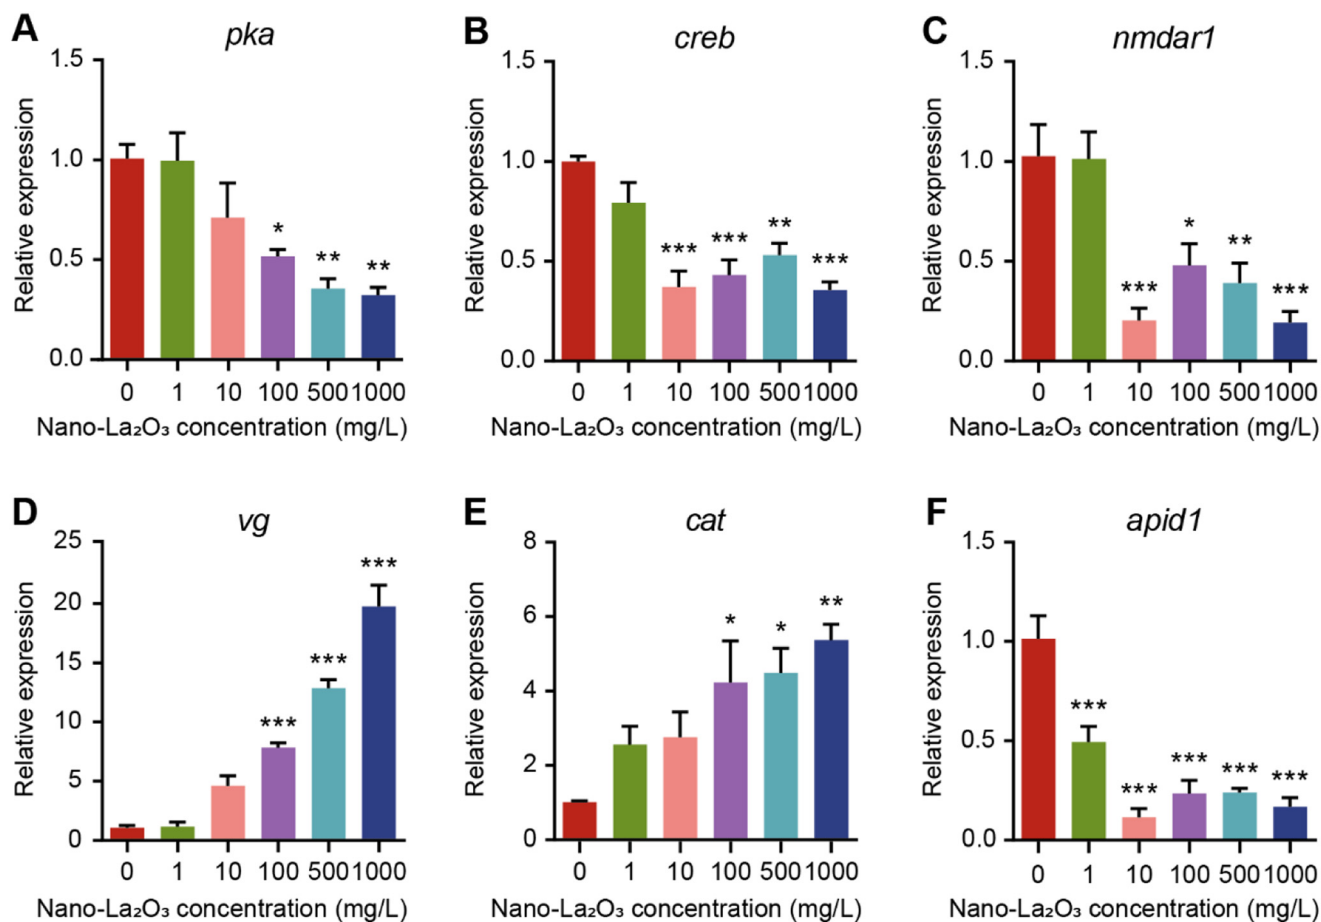 A
pka
Relative expression
1.5
1.0
0.5
0.0
*
**
**
0 1 10 100 500 1000
Nano-La₂O₃ concentration (mg/L)
B
creb
Relative expression
1.5
1.0
0.5
0.0
***
***
**
***
0 1 10 100 500 1000
Nano-La₂O₃ concentration (mg/L)
C
nmdar1
Relative expression
1.5
1.0
0.5
0.0
***
*
**
***
0 1 10 100 500 1000
Nano-La₂O₃ concentration (mg/L)
D
vg
Relative expression
25
20
15
10
5
0
***
***
***
0 1 10 100 500 1000
Nano-La₂O₃ concentration (mg/L)
E
cat
Relative expression
8
6
4
2
0
*
*
**
0 1 10 100 500 1000
Nano-La₂O₃ concentration (mg/L)
F
apid1
Relative expression
1.5
1.0
0.5
0.0
***
***
***
***
***
0 1 10 100 500 1000
Nano-La₂O₃ concentration (mg/L)